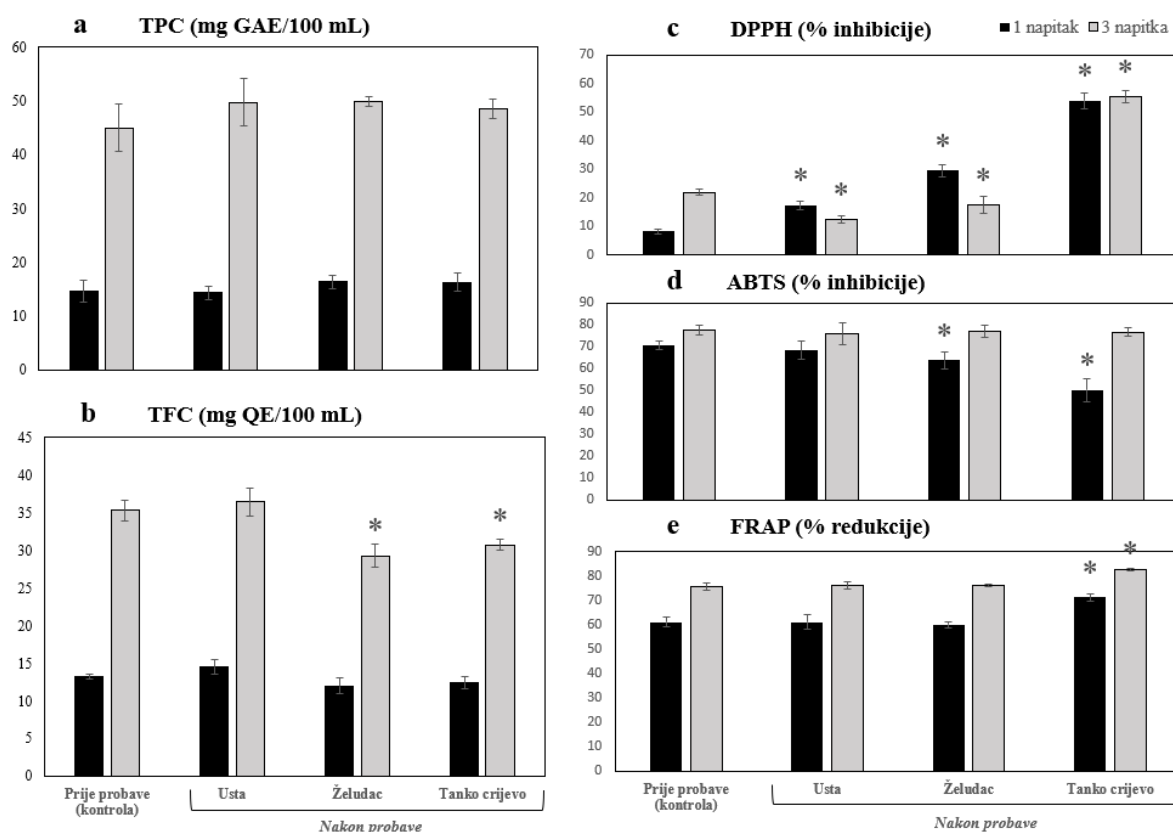 a TPC (mg GAE/100 mL)
60
50
40
30
20
10
0
b TFC (mg QE/100 mL)
45
40
35
30
25
20
15
10
5
0
Prije probave
(kontrola)
Usta
Želudac
Tanko crijevo
Nakon probave
c DPPH (% inhibicije)
1 napitak 3 napitka
70
60
50
40
30
20
10
0
* * * * * *
d ABTS (% inhibicije)
90
80
70
60
50
40
30
20
10
0
* *
e FRAP (% redukcije)
90
80
70
60
50
40
30
20
10
0
* *
Prije probave
(kontrola)
Usta
Želudac
Tanko crijevo
Nakon probave